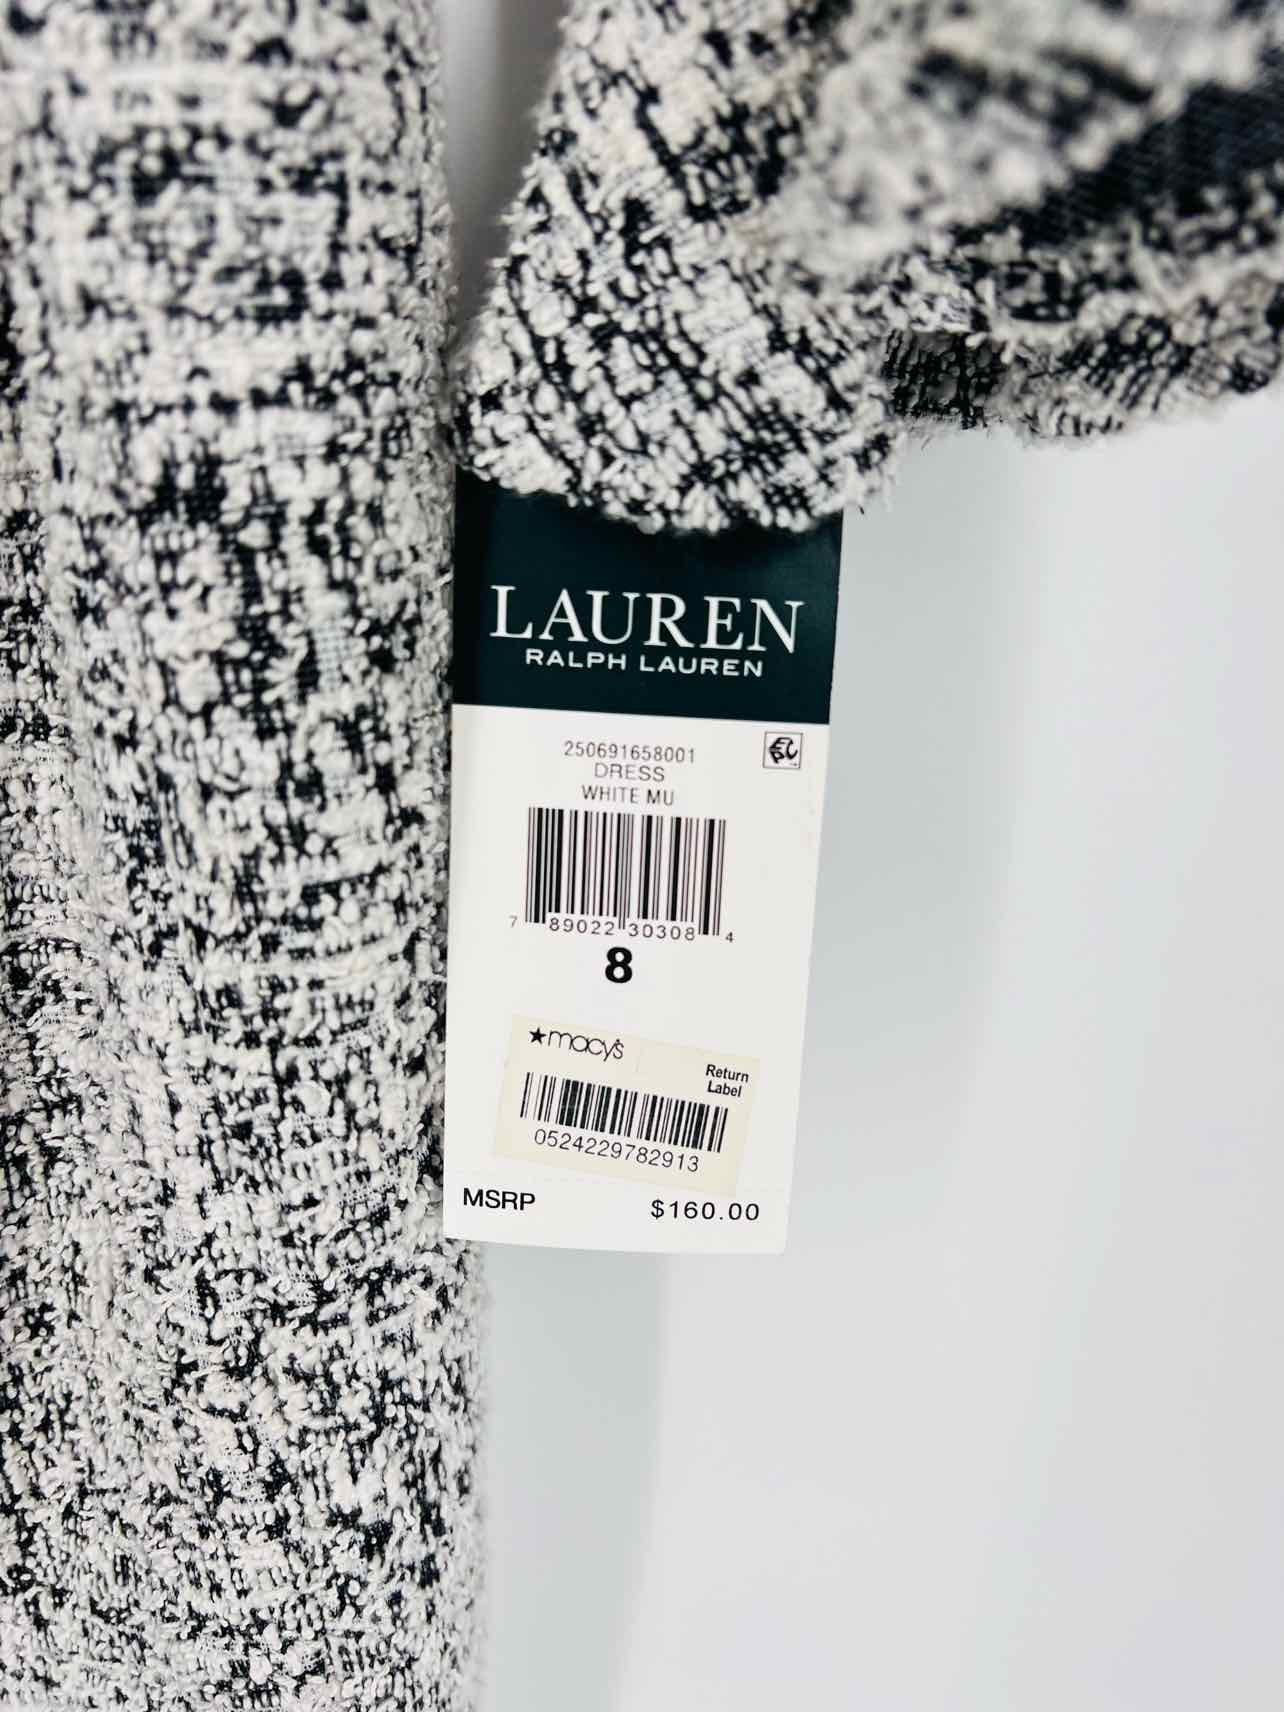 LAUREN
RALPH LAUREN
250691658001
DRESS
WHITE MU
7 89022 30308 4
8
★macy's
Return
Label
0524229782913
MSRP $160.00